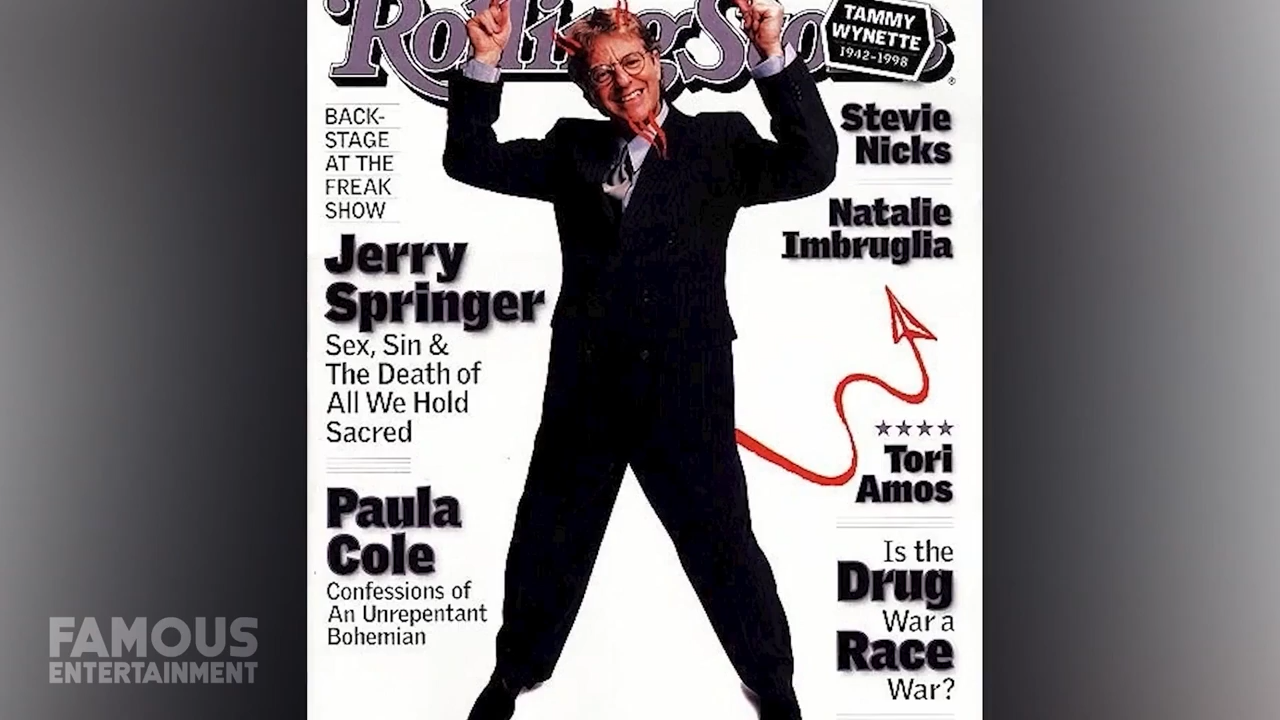 Rolling Stone
TAMMY
WYNETTE
1942-1998
BACK-
STAGE
AT THE
FREAK
SHOW
Jerry
Springer
Sex, Sin &
The Death of
All We Hold
Sacred
Paula
Cole
Confessions of
An Unrepentant
Bohemian
Stevie
Nicks
Natalie
Imbruglia
Tori
Amos
Is the
Drug
War a
Race
War?
FAMOUS
ENTERTAINMENT